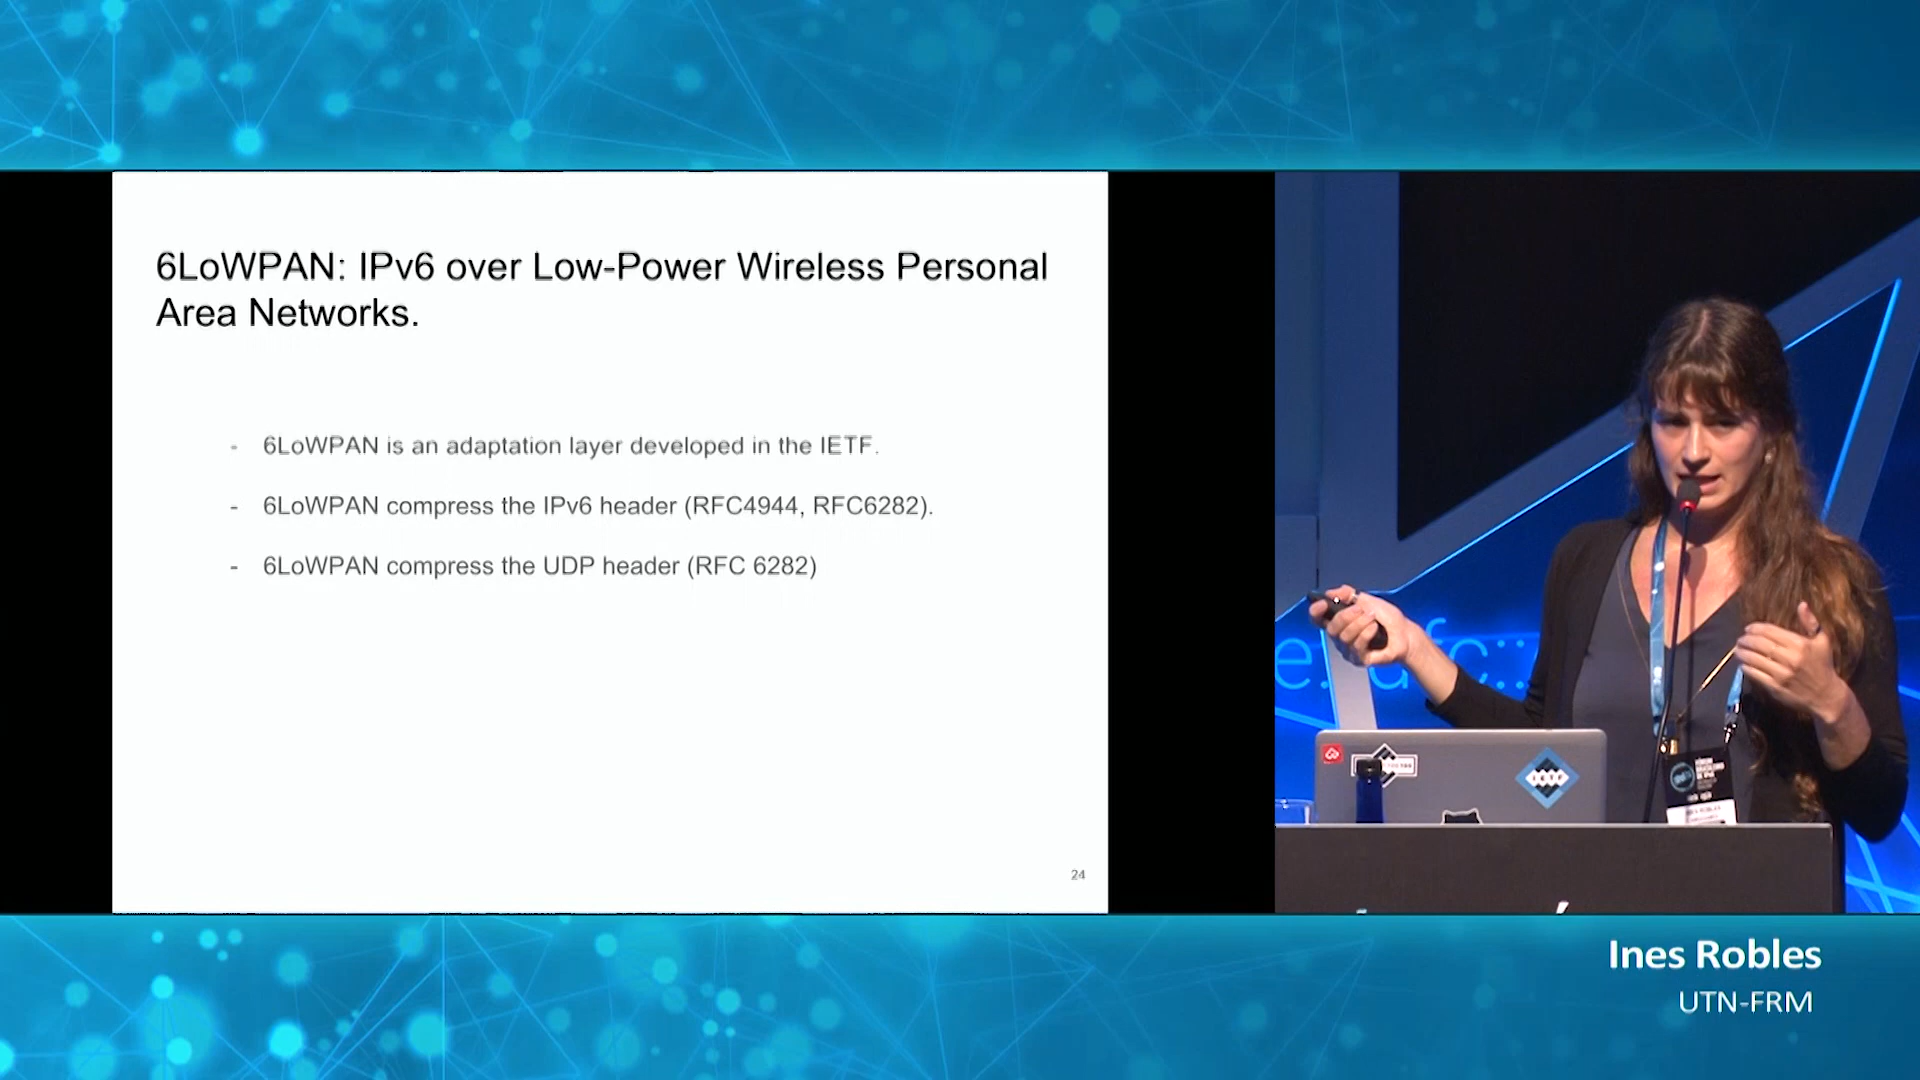 6LoWPAN: IPv6 over Low-Power Wireless Personal
Area Networks.
- 6LoWPAN is an adaptation layer developed in the IETF.
- 6LoWPAN compress the IPv6 header (RFC4944, RFC6282).
- 6LoWPAN compress the UDP header (RFC 6282)
24
IETF
Ines Robles
UTN-FRM